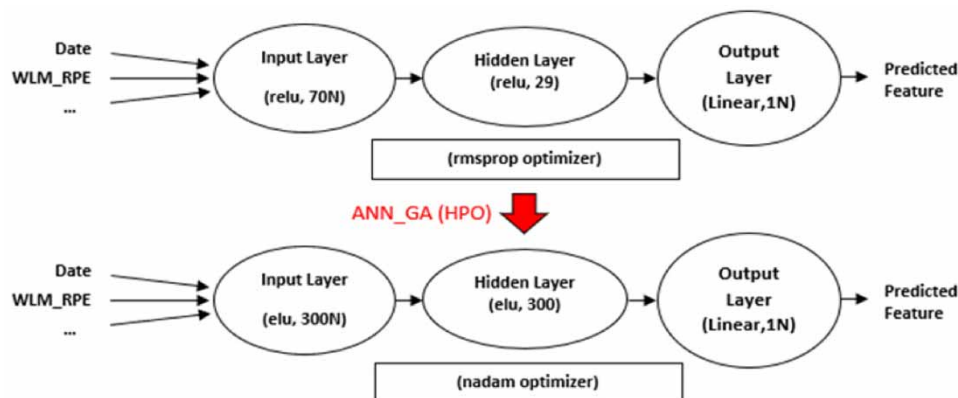 Date
WLM_RPE
...
Input Layer
(relu, 70N)
Hidden Layer
(relu, 29)
Output
Layer
(Linear,1N)
Predicted
Feature
(rmsprop optimizer)
ANN_GA (HPO)
Date
WLM_RPE
...
Input Layer
(elu, 300N)
Hidden Layer
(elu, 300)
Output
Layer
(Linear,1N)
Predicted
Feature
(nadam optimizer)